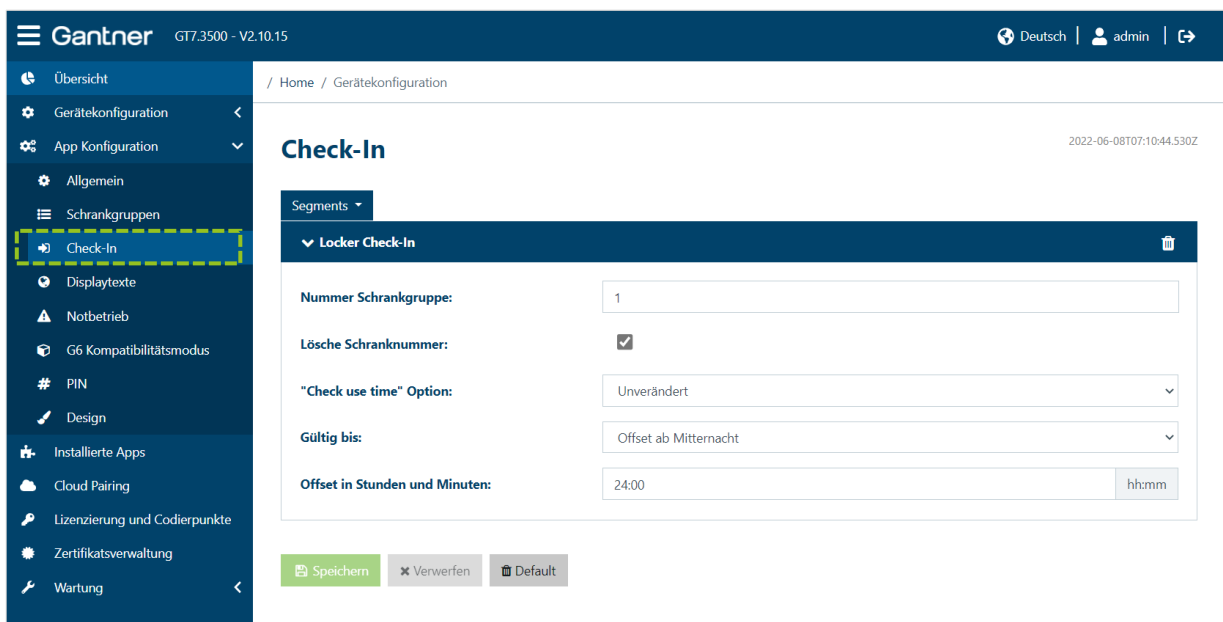 Gantner GT7.3500 - V2.10.15
Deutsch | admin |
Übersicht
Gerätekonfiguration
App Konfiguration
Allgemein
Schrankgruppen
Check-In
Displaytexte
Notbetrieb
G6 Kompatibilitätsmodus
PIN
Design
Installierte Apps
Cloud Pairing
Lizenzierung und Codierpunkte
Zertifikatsverwaltung
Wartung
/ Home / Gerätekonfiguration
Check-In
2022-06-08T07:10:44.530Z
Segments
Locker Check-In
Nummer Schrankgruppe: 1
Lösche Schranknummer:
"Check use time" Option: Unverändert
Gültig bis: Offset ab Mitternacht
Offset in Stunden und Minuten: 24:00 hh:mm
Speichern Verwerfen Default